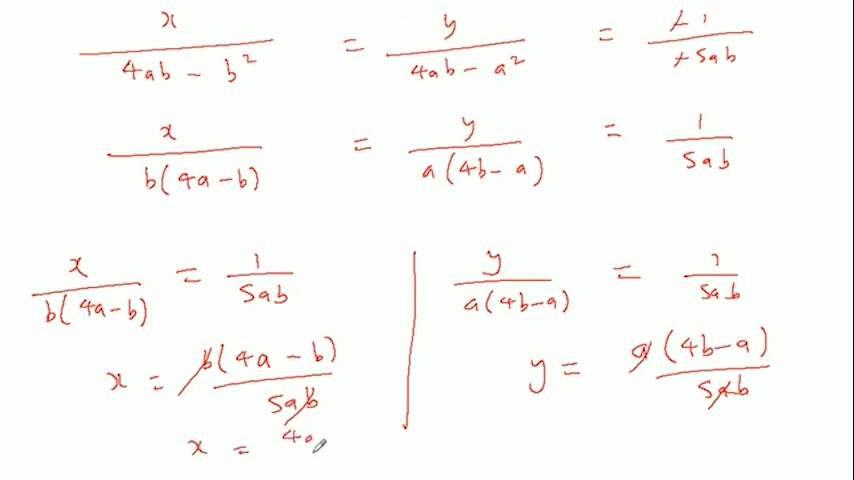 x/(4ab - b²) = y/(4ab - a²) = -1/-5ab
x/(b(4a-b)) = y/(a(4b-a)) = 1/5ab
x/(b(4a-b)) = 1/5ab | y/(a(4b-a)) = 1/5ab
x = b(4a-b)/5ab | y = a(4b-a)/5ab
x = 4a